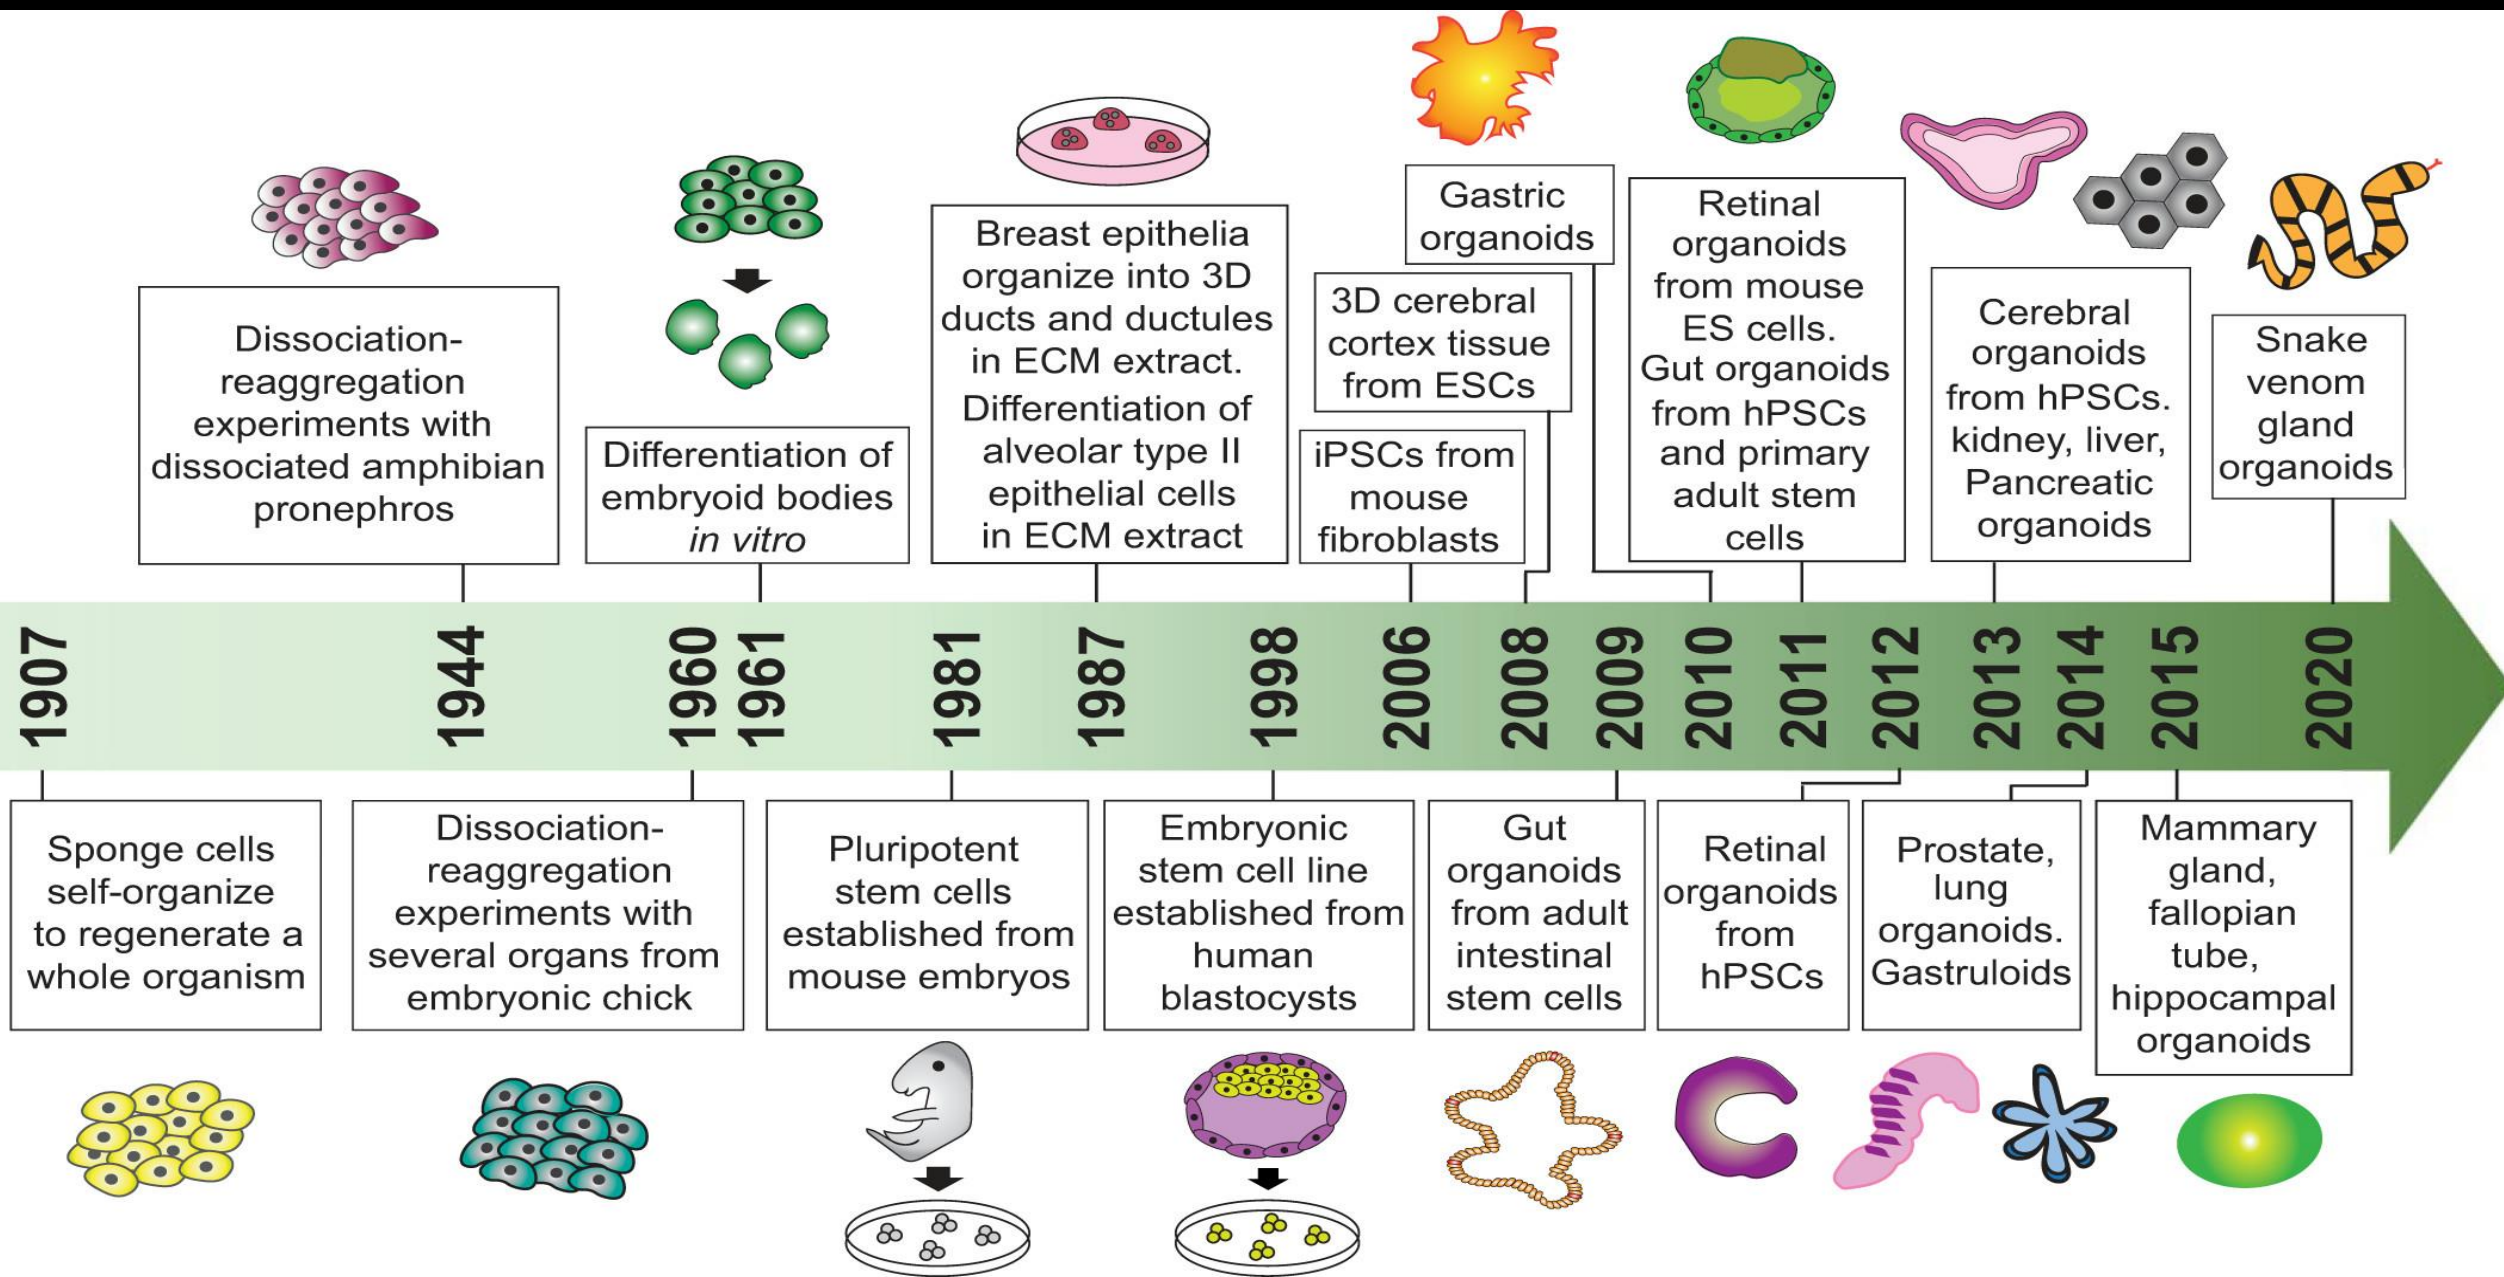 Dissociation-
reaggregation
experiments with
dissociated amphibian
pronephros
Differentiation of
embryoid bodies
in vitro
Breast epithelia
organize into 3D
ducts and ductules
in ECM extract.
Differentiation of
alveolar type II
epithelial cells
in ECM extract
iPSCs from
mouse
fibroblasts
3D cerebral
cortex tissue
from ESCs
Gastric
organoids
Retinal
organoids
from mouse
ES cells.
Gut organoids
from hPSCs
and primary
adult stem
cells
Cerebral
organoids
from hPSCs.
kidney, liver,
Pancreatic
organoids
Snake
venom
gland
organoids
1907
1944
1960
1961
1981
1987
1998
2006
2008
2009
2010
2011
2012
2013
2014
2015
2020
Sponge cells
self-organize
to regenerate a
whole organism
Dissociation-
reaggregation
experiments with
several organs from
embryonic chick
Pluripotent
stem cells
established from
mouse embryos
Embryonic
stem cell line
established from
human
blastocysts
Gut
organoids
from adult
intestinal
stem cells
Retinal
organoids
from
hPSCs
Prostate,
lung
organoids.
Gastruloids
Mammary
gland,
fallopian
tube,
hippocampal
organoids